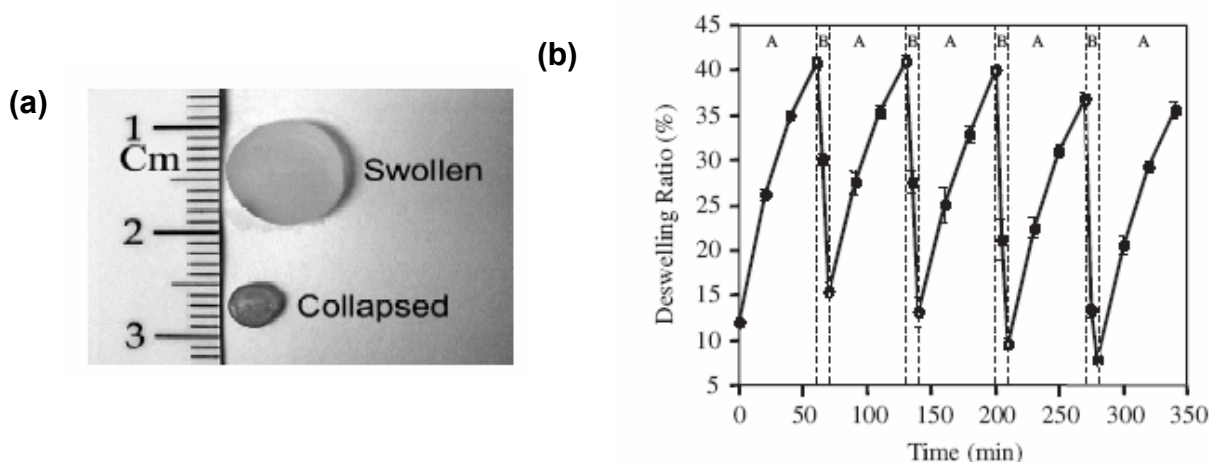 (a)
1
Cm
2
3
Swollen
Collapsed
(b)
Deswelling Ratio (%)
45
40
35
30
25
20
15
10
5
A B A B A B A B A
0 50 100 150 200 250 300 350
Time (min)